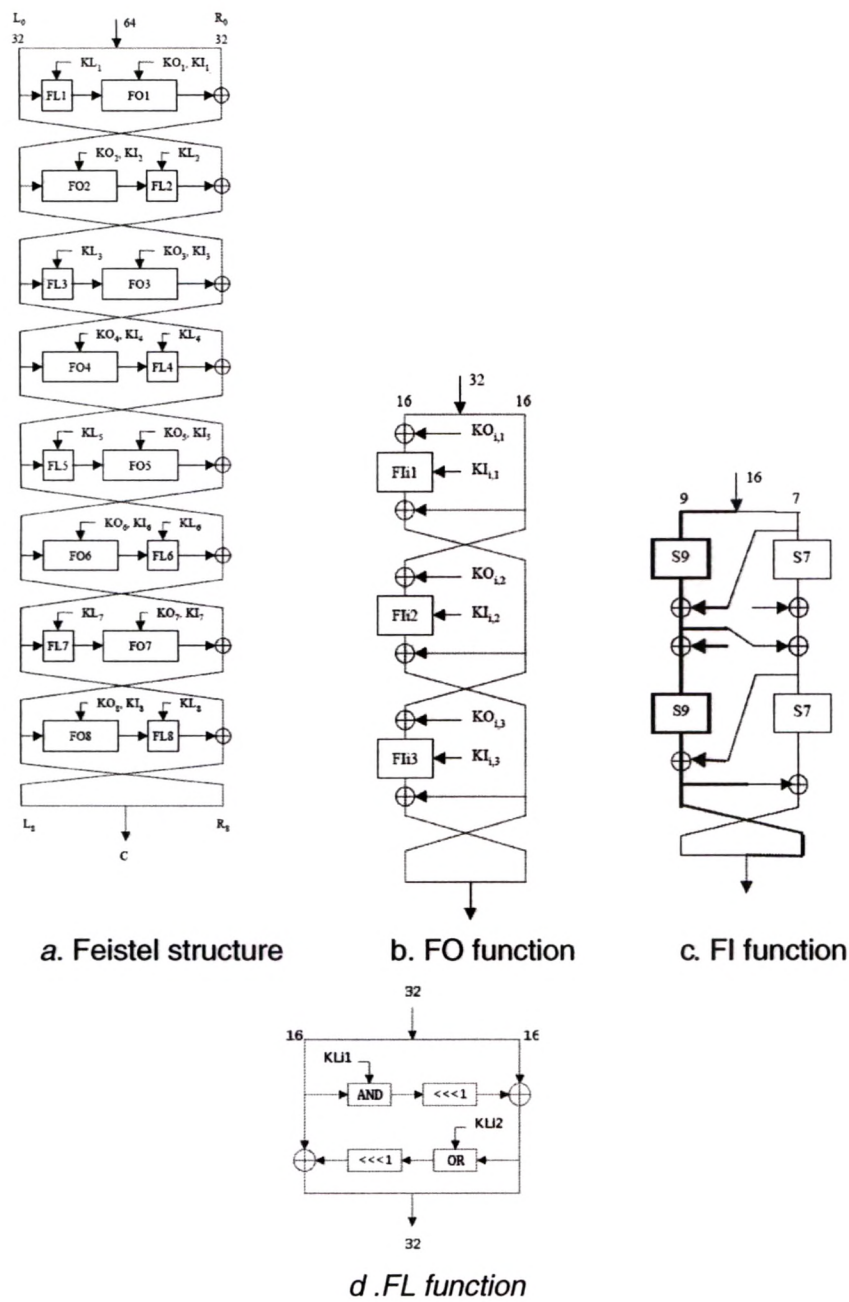 L₀ R₀
32 64 32
KL₁ KO₁, KI₁
FL1 FO1
KO₂, KI₂ KL₂
FO2 FL2
KL₃ KO₃, KI₃
FL3 FO3
KO₄, KI₄ KL₄
FO4 FL4
KL₅ KO₅, KI₅
FL5 FO5
KO₆, KI₆ KL₆
FO6 FL6
KL₇ KO₇, KI₇
FL7 FO7
KO₈, KI₈ KL₈
FO8 FL8
L₈ R₈
C
a. Feistel structure
32
16 16
KOᵢ,₁
FIi1 KIᵢ,₁
KOᵢ,₂
FIi2 KIᵢ,₂
KOᵢ,₃
FIi3 KIᵢ,₃
b. FO function
16
9 7
S9 S7
S9 S7
c. FI function
32
16 16
KLi1
AND <<<1
KLi2
<<<1 OR
32
d .FL function